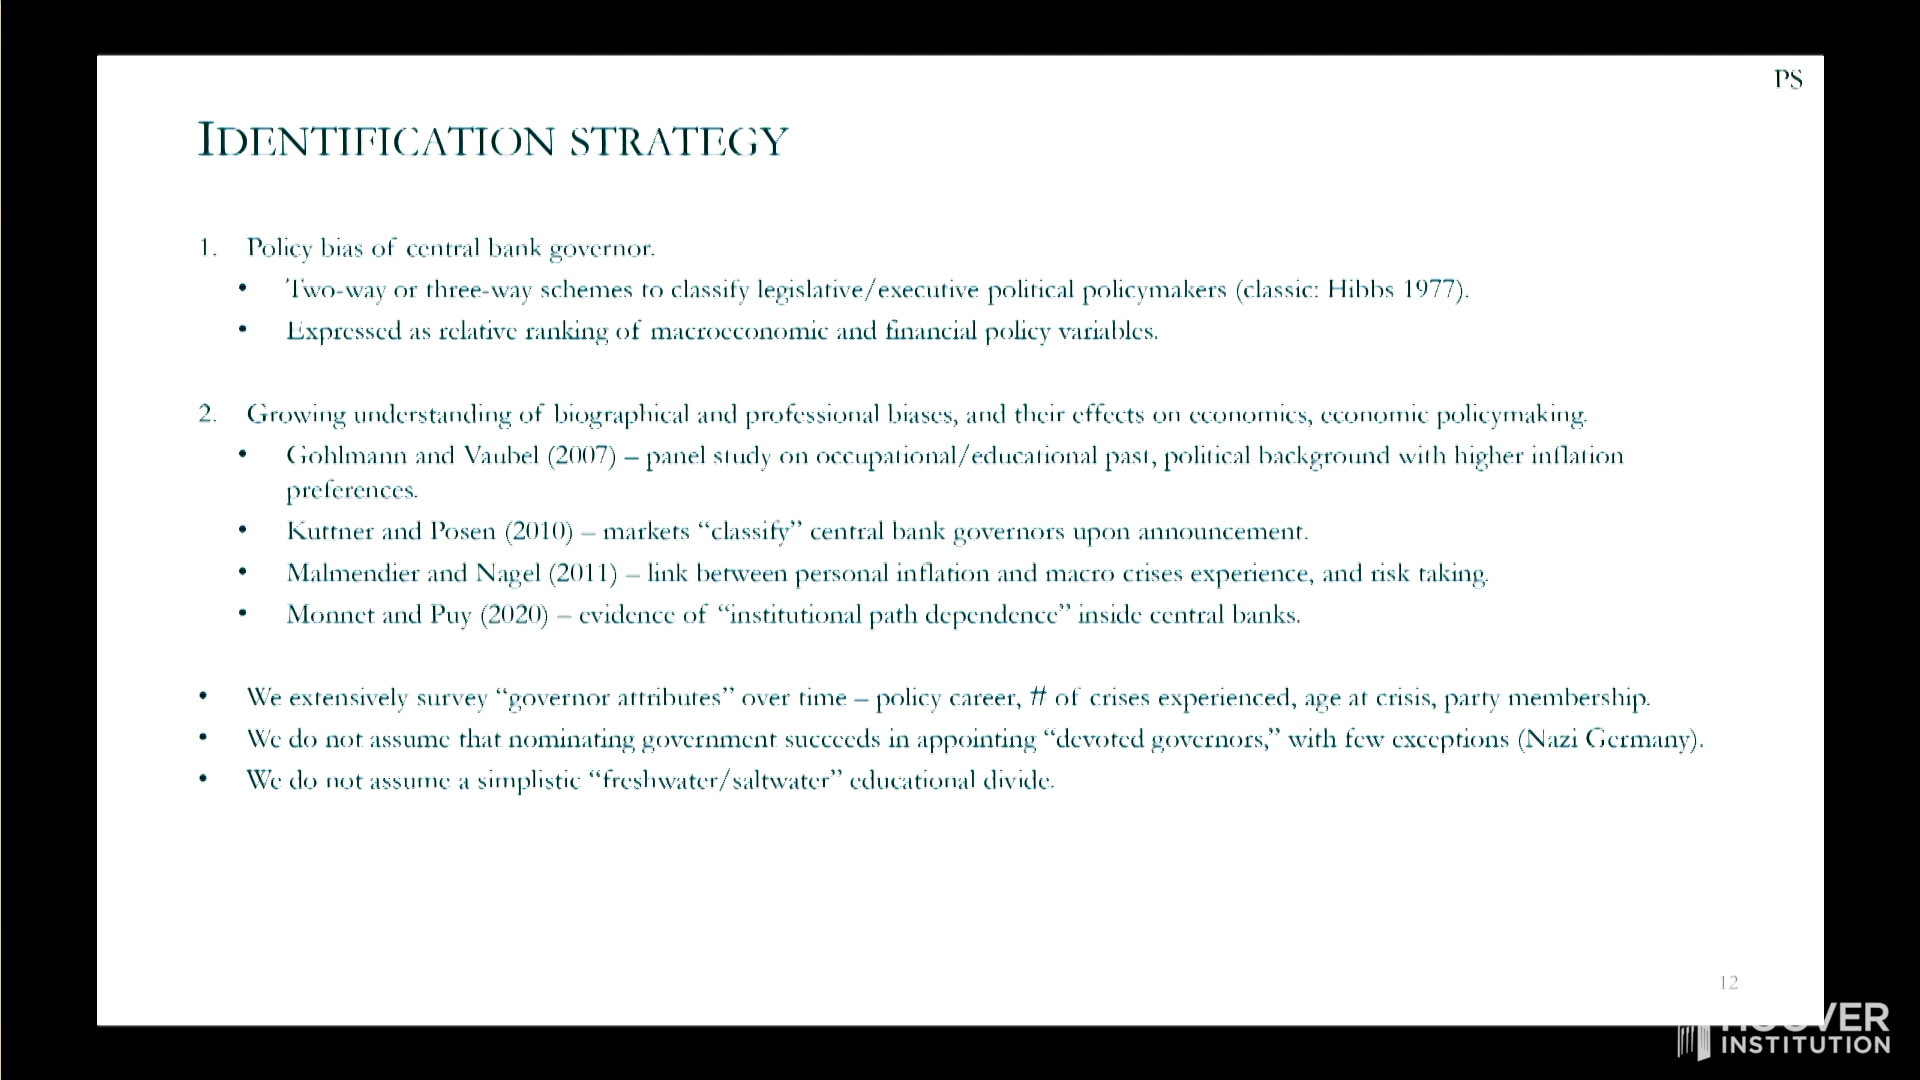 PS
IDENTIFICATION STRATEGY
1. Policy bias of central bank governor.
• Two-way or three-way schemes to classify legislative/executive political policymakers (classic: Hibbs 1977).
• Expressed as relative ranking of macroeconomic and financial policy variables.
2. Growing understanding of biographical and professional biases, and their effects on economics, economic policymaking.
• Gohlmann and Vaubel (2007) – panel study on occupational/educational past, political background with higher inflation
preferences.
• Kuttner and Posen (2010) – markets “classify” central bank governors upon announcement.
• Malmendier and Nagel (2011) – link between personal inflation and macro crises experience, and risk taking.
• Monnet and Puy (2020) – evidence of “institutional path dependence” inside central banks.
• We extensively survey “governor attributes” over time – policy career, # of crises experienced, age at crisis, party membership.
• We do not assume that nominating government succeeds in appointing “devoted governors,” with few exceptions (Nazi Germany).
• We do not assume a simplistic “freshwater/saltwater” educational divide.
12
HOOVER
INSTITUTION